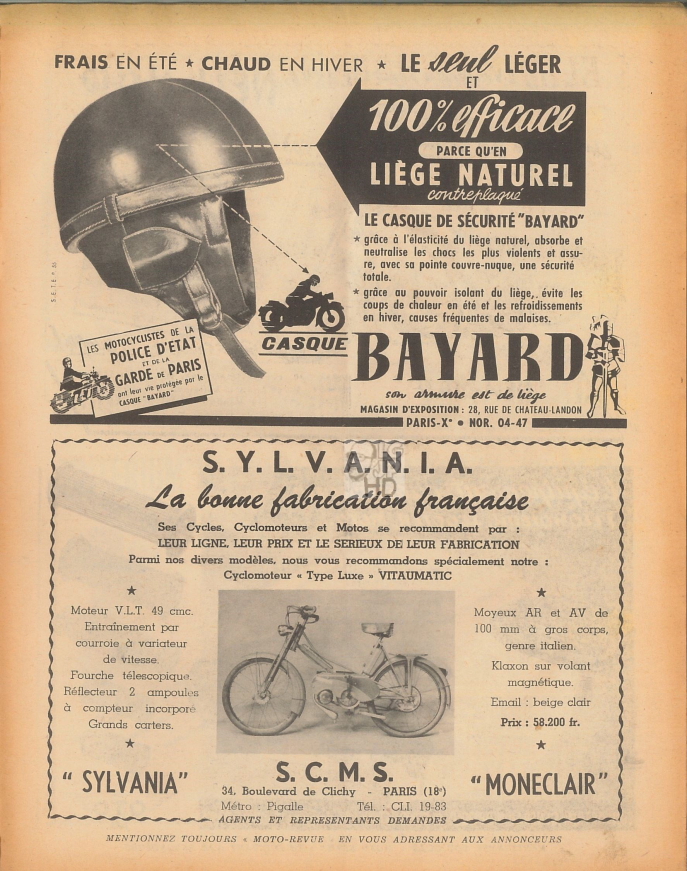 FRAIS EN ÉTÉ ★ CHAUD EN HIVER ★ LE seul LÉGER
ET
100% efficace
PARCE QU'EN
LIÈGE NATUREL
contreplaqué
LE CASQUE DE SÉCURITÉ "BAYARD"
★ grâce à l'élasticité du liège naturel, absorbe et
neutralise les chocs les plus violents et assu-
re, avec sa pointe couvre-nuque, une sécurité
totale.
★ grâce au pouvoir isolant du liège, évite les
coups de chaleur en été et les refroidissements
en hiver, causes fréquentes de malaises.
LES MOTOCYCLISTES DE LA
POLICE D'ETAT
ET DE LA
GARDE DE PARIS
ont leur vie protégée par le
CASQUE "BAYARD"
CASQUE BAYARD
son armure est de liège
MAGASIN D'EXPOSITION : 28, RUE DE CHATEAU-LANDON
PARIS-Xe • NOR. 04-47
S.Y.L.V.A.N.I.A.
La bonne fabrication française
Ses Cycles, Cyclomoteurs et Motos se recommandent par :
LEUR LIGNE, LEUR PRIX ET LE SERIEUX DE LEUR FABRICATION
Parmi nos divers modèles, nous vous recommandons spécialement notre :
Cyclomoteur « Type Luxe » VITAUMATIC
★
Moteur V.L.T. 49 cmc.
Entraînement par
courroie à variateur
de vitesse.
Fourche télescopique.
Réflecteur 2 ampoules
à compteur incorporé
Grands carters.
★
" SYLVANIA"
★
Moyeux AR et AV de
100 mm à gros corps,
genre italien.
Klaxon sur volant
magnétique.
Email : beige clair
Prix : 58.200 fr.
★
" MONECLAIR"
S.C.M.S.
34, Boulevard de Clichy - PARIS (18e)
Métro : Pigalle Tél. : CLI. 19-83
AGENTS ET REPRESENTANTS DEMANDES
MENTIONNEZ TOUJOURS « MOTO-REVUE EN VOUS ADRESSANT AUX ANNONCEURS